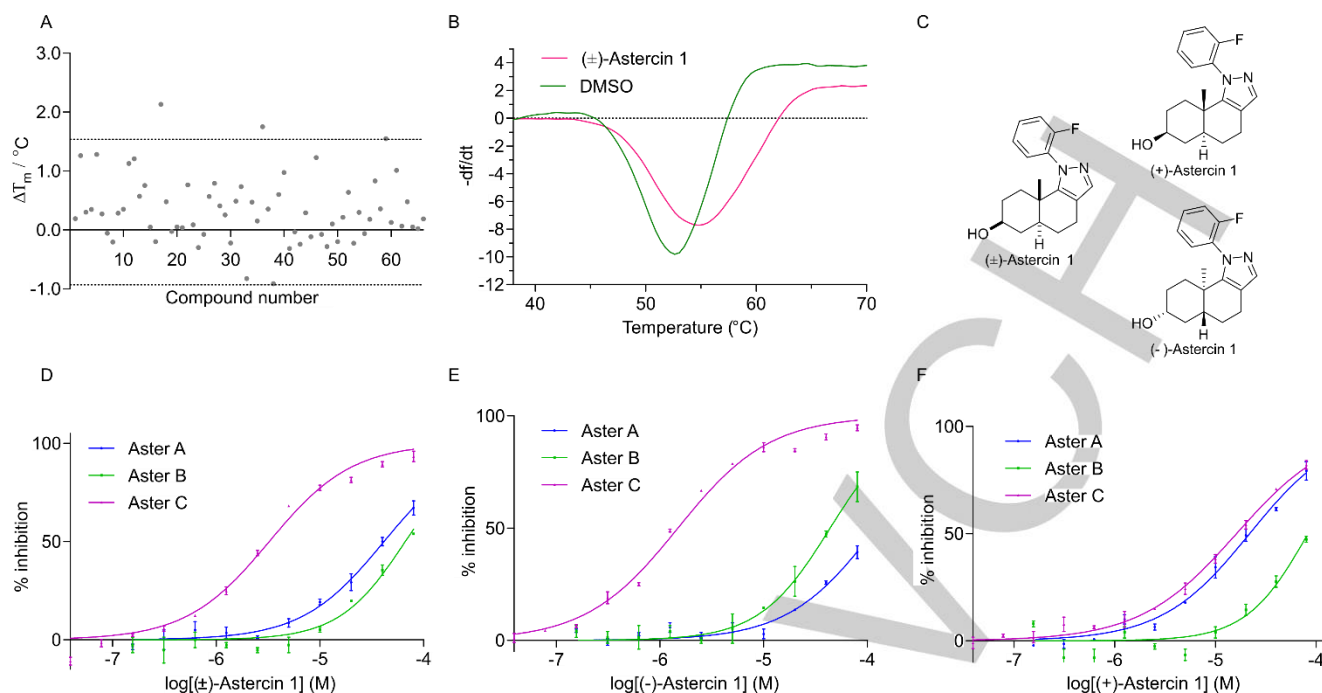 A
3.0
2.0
1.0
0.0
-1.0
ΔTm / °C
10 20 30 40 50 60
Compound number
B
(±)-Astercin 1
DMSO
4
2
0
-2
-4
-6
-8
-10
-12
-df/dt
40 50 60 70
Temperature (°C)
C
F
N
N
HO
H
(±)-Astercin 1
F
N
N
HO
H
(+)-Astercin 1
F
N
N
HO
H
(-)-Astercin 1
D
Aster A
Aster B
Aster C
100
50
0
% inhibition
-7 -6 -5 -4
log[(±)-Astercin 1] (M)
E
Aster A
Aster B
Aster C
100
50
0
% inhibition
-7 -6 -5 -4
log[(-)-Astercin 1] (M)
F
Aster A
Aster B
Aster C
100
50
0
% inhibition
-7 -6 -5 -4
log[(+)-Astercin 1] (M)
VCH